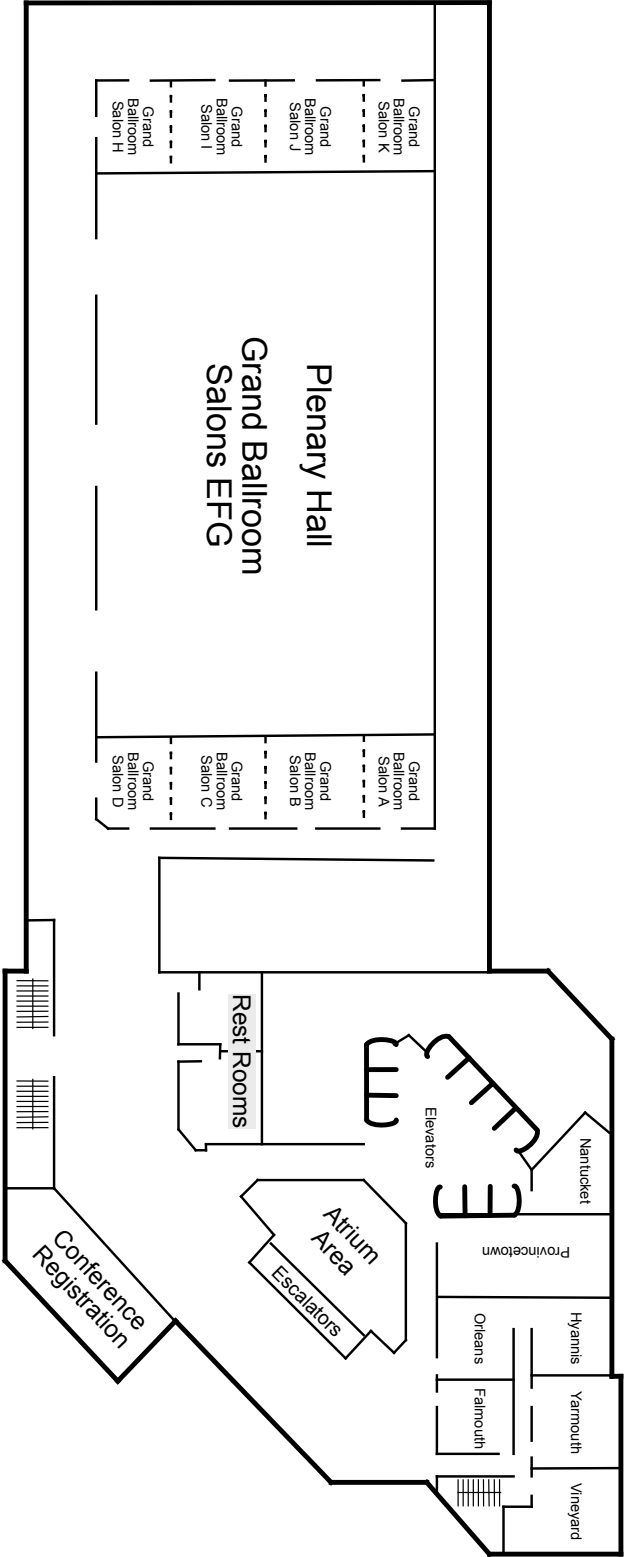 Grand
Ballroom
Salon H
Grand
Ballroom
Salon I
Grand
Ballroom
Salon J
Grand
Ballroom
Salon K
Plenary Hall
Grand Ballroom
Salons EFG
Grand
Ballroom
Salon D
Grand
Ballroom
Salon C
Grand
Ballroom
Salon B
Grand
Ballroom
Salon A
Rest Rooms
Elevators
Nantucket
Provincetown
Atrium
Area
Escalators
Conference
Registration
Orleans
Hyannis
Falmouth
Yarmouth
Vineyard